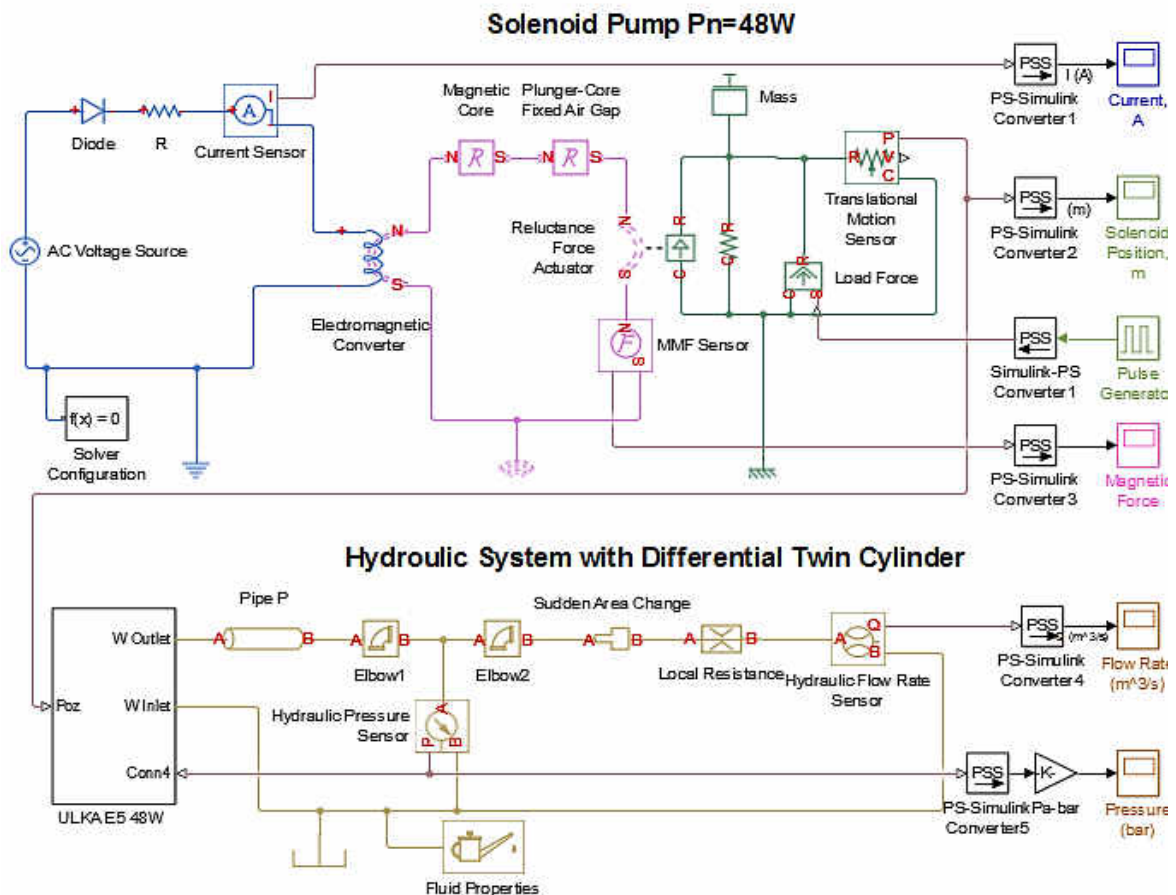 Solenoid Pump Pn=48W
Diode
R
+
+
+
A
I
Current Sensor
Magnetic
Core
Plunger-Core
Fixed Air Gap
N
R
S
N
R
S
Mass
PSS
I (A)
PS-Simulink
Converter1
Current,
A
AC Voltage Source
+
N
S
Electromagnetic
Converter
Reluctance
Force
Actuator
N
S
R
C
R
C
R
P
V
C
Translational
Motion
Sensor
R
C
S
Load Force
PSS
(m)
PS-Simulink
Converter2
Solenoid
Position,
m
N
F
S
MMF Sensor
PSS
Simulink-PS
Converter1
Pulse
Generato
f(x) = 0
Solver
Configuration
PSS
PS-Simulink
Converter3
Magnetic
Force
Hydroulic System with Differential Twin Cylinder
Poz
W Outlet
W Inlet
Conn4
ULKA E5 48W
Pipe P
A
B
A
B
Elbow1
A
B
Elbow2
Sudden Area Change
A
B
A
B
Local Resistance
A
Q
B
Hydraulic Flow Rate
Sensor
PSS
(m^3/s)
PS-Simulink
Converter4
Flow Rate
(m^3/s)
Hydraulic Pressure
Sensor
A
P
B
PSS
K-
PS-Simulink
Converter5
Pa-bar
Pressure
(bar)
Fluid Properties